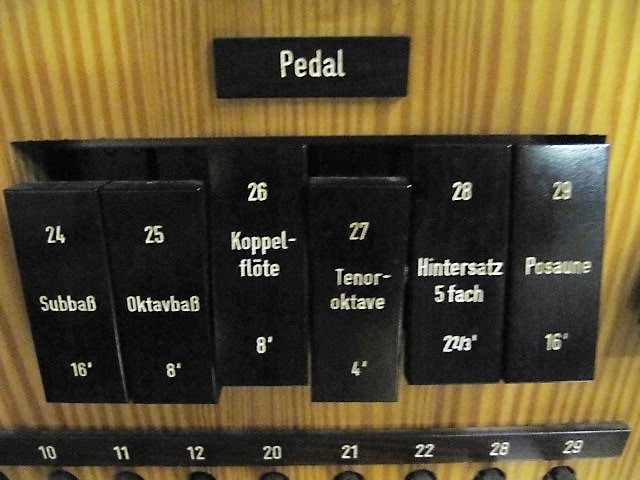 Pedal
24
Subbaß
16'
25
Oktavbaß
8'
26
Koppel-
flöte
8'
27
Tenor-
oktave
4'
28
Hintersatz
5 fach
2 2/3'
29
Posaune
16'
10 11 12 20 21 22 28 29